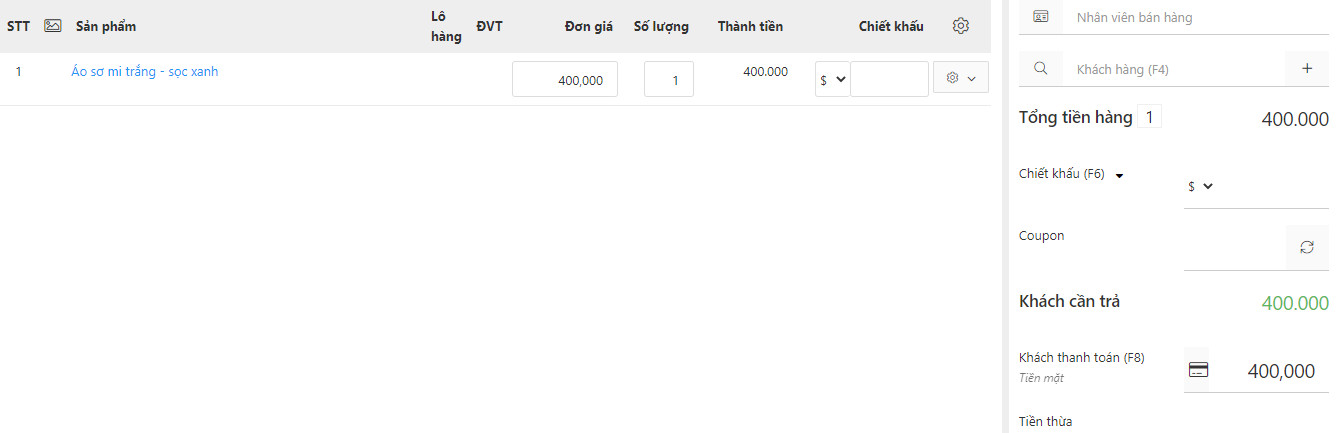 STT Sản phẩm Lô hàng ĐVT Đơn giá Số lượng Thành tiền Chiết khấu
1 Áo sơ mi trắng - sọc xanh 400,000 1 400.000 $
Nhân viên bán hàng
Khách hàng (F4) +
Tổng tiền hàng 1 400.000
Chiết khấu (F6) $
Coupon
Khách cần trả 400.000
Khách thanh toán (F8) 400,000
Tiền mặt
Tiền thừa